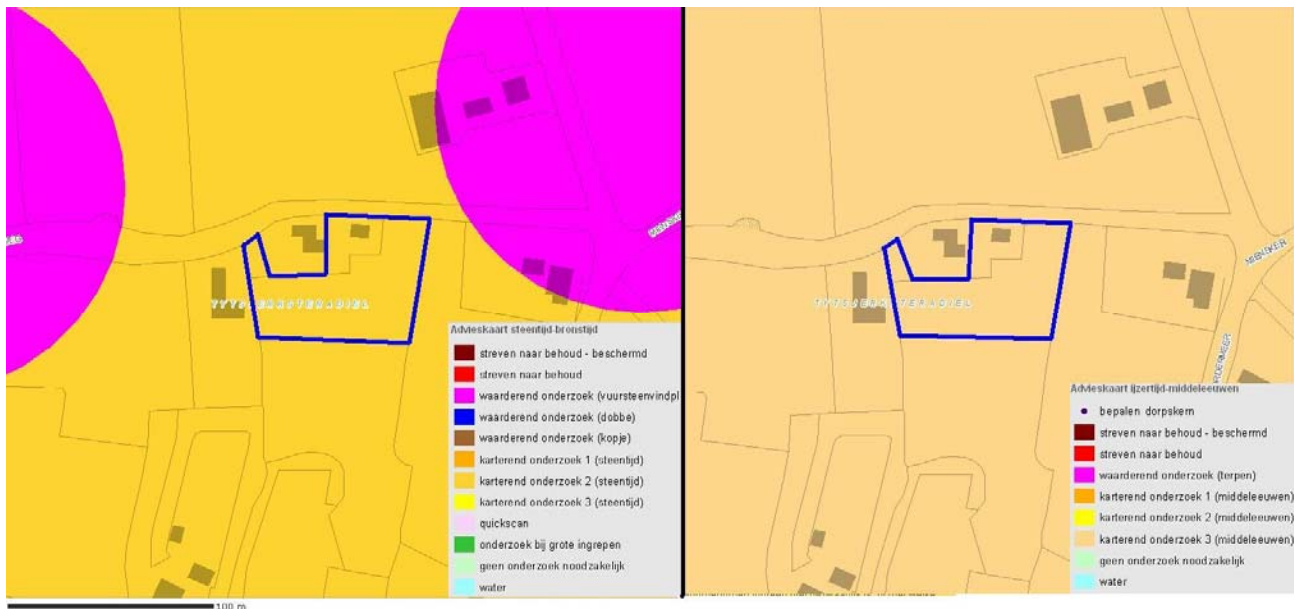 TYTSJERKSTERADIEL
Advieskaart steentijd-bronstijd
streven naar behoud - beschermd
streven naar behoud
waarderend onderzoek (vuursteenvindpl
waarderend onderzoek (dobbe)
waarderend onderzoek (kopje)
karterend onderzoek 1 (steentijd)
karterend onderzoek 2 (steentijd)
karterend onderzoek 3 (steentijd)
quickscan
onderzoek bij grote ingrepen
geen onderzoek noodzakelijk
water
100 m
TYTSJERKSTERADIEL
MIENSKER
Advieskaart ijzertijd-middeleeuwen
bepalen dorpskern
streven naar behoud - beschermd
streven naar behoud
waarderend onderzoek (terpen)
karterend onderzoek 1 (middeleeuwen)
karterend onderzoek 2 (middeleeuwen)
karterend onderzoek 3 (middeleeuwen)
geen onderzoek noodzakelijk
water